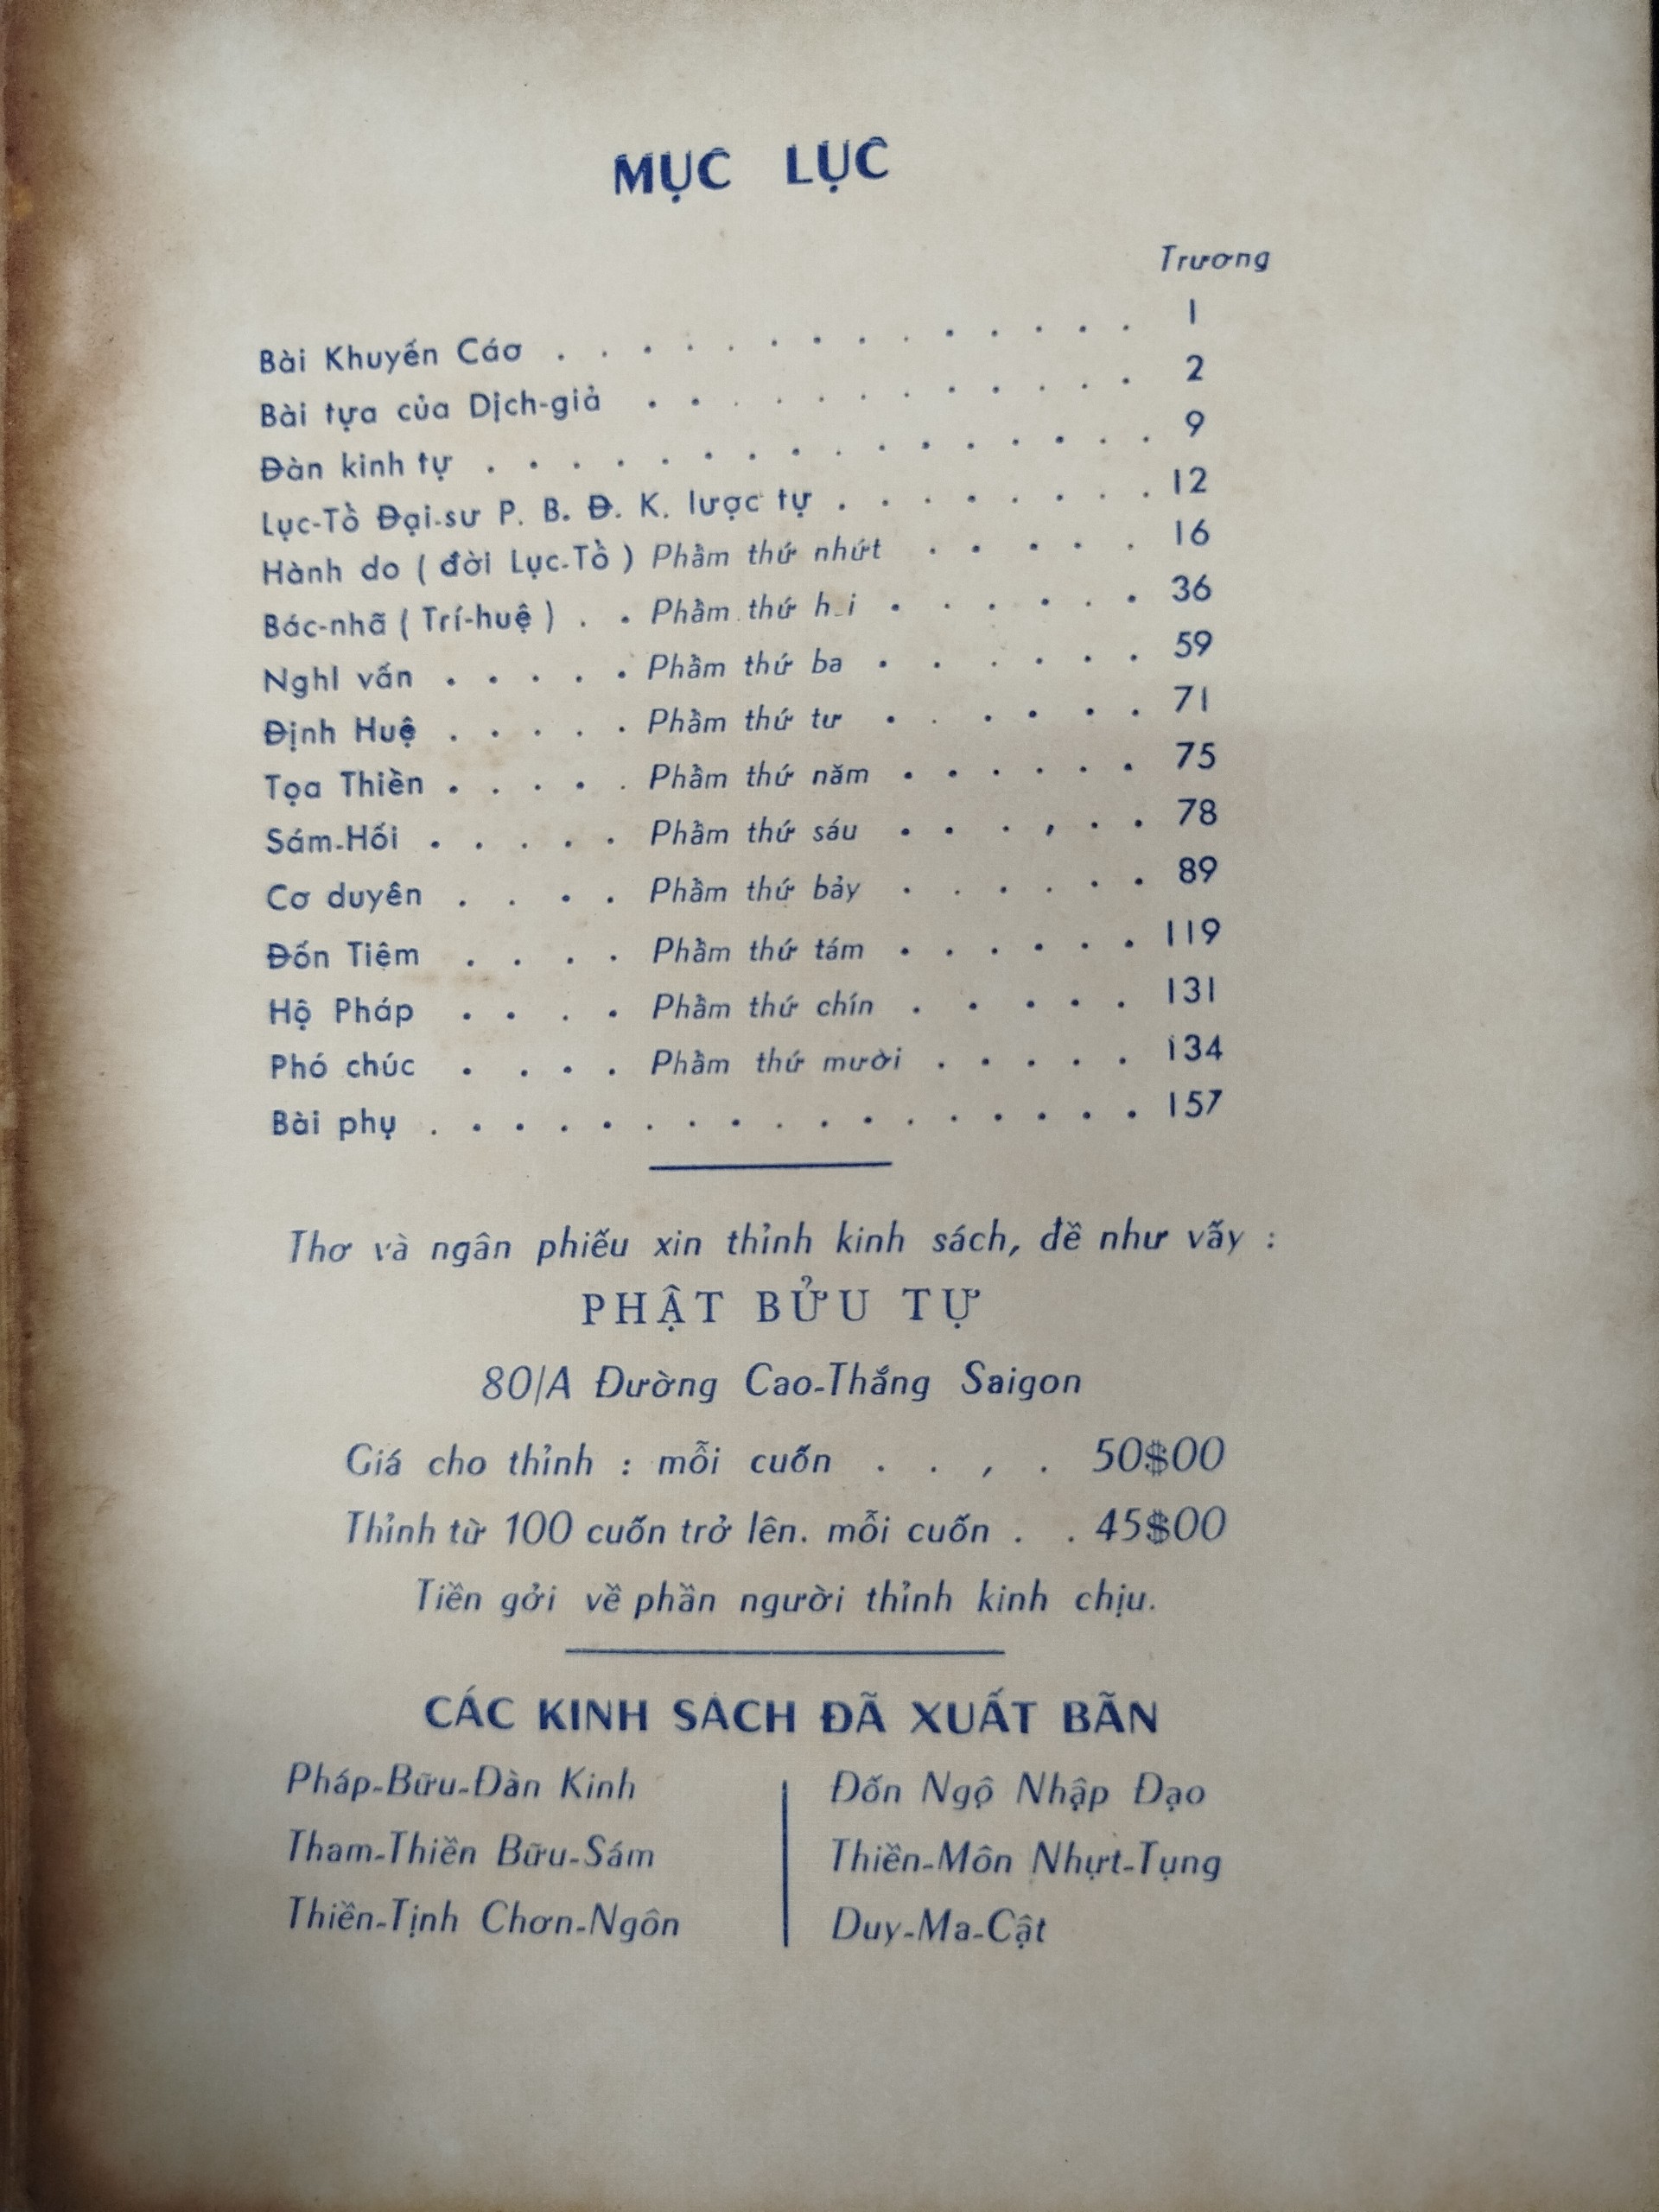 MỤC LỤC
Trương
Bài Khuyến Cáo . . . . . . . . . . . . . . 1
Bài tựa của Dịch-giả . . . . . . . . . . . . 2
Đàn kinh tự . . . . . . . . . . . . . . . . 9
Lục-Tổ Đại-sư P. B. Đ. K. lược tự . . . . . . . . 12
Hành do ( đời Lục-Tổ ) Phẩm thứ nhứt . . . . . 16
Bác-nhã ( Trí-huệ ) . . Phẩm thứ h i . . . . . . 36
Nghi vấn . . . . . Phẩm thứ ba . . . . . . 59
Định Huệ . . . . . Phẩm thứ tư . . . . . . 71
Tọa Thiền . . . . . Phẩm thứ năm . . . . . . 75
Sám-Hối . . . . . Phẩm thứ sáu . . . , . . 78
Cơ duyên . . . . Phẩm thứ bảy . . . . . . 89
Đốn Tiệm . . . . Phẩm thứ tám . . . . . . 119
Hộ Pháp . . . . Phẩm thứ chín . . . . . 131
Phó chúc . . . . Phẩm thứ mười . . . . . 134
Bài phụ . . . . . . . . . . . . . . . . . 157
Thơ và ngân phiếu xin thỉnh kinh sách, đề như vầy :
PHẬT BỬU TỰ
80/A Đường Cao-Thắng Saigon
Giá cho thỉnh : mỗi cuốn . . , . 50$00
Thỉnh từ 100 cuốn trở lên. mỗi cuốn . . 45$00
Tiền gởi về phần người thỉnh kinh chịu.
CÁC KINH SÁCH ĐÃ XUẤT BÃN
Pháp-Bữu-Đàn Kinh
Tham-Thiền Bữu-Sám
Thiền-Tịnh Chơn-Ngôn
Đốn Ngộ Nhập Đạo
Thiền-Môn Nhựt-Tụng
Duy-Ma-Cật